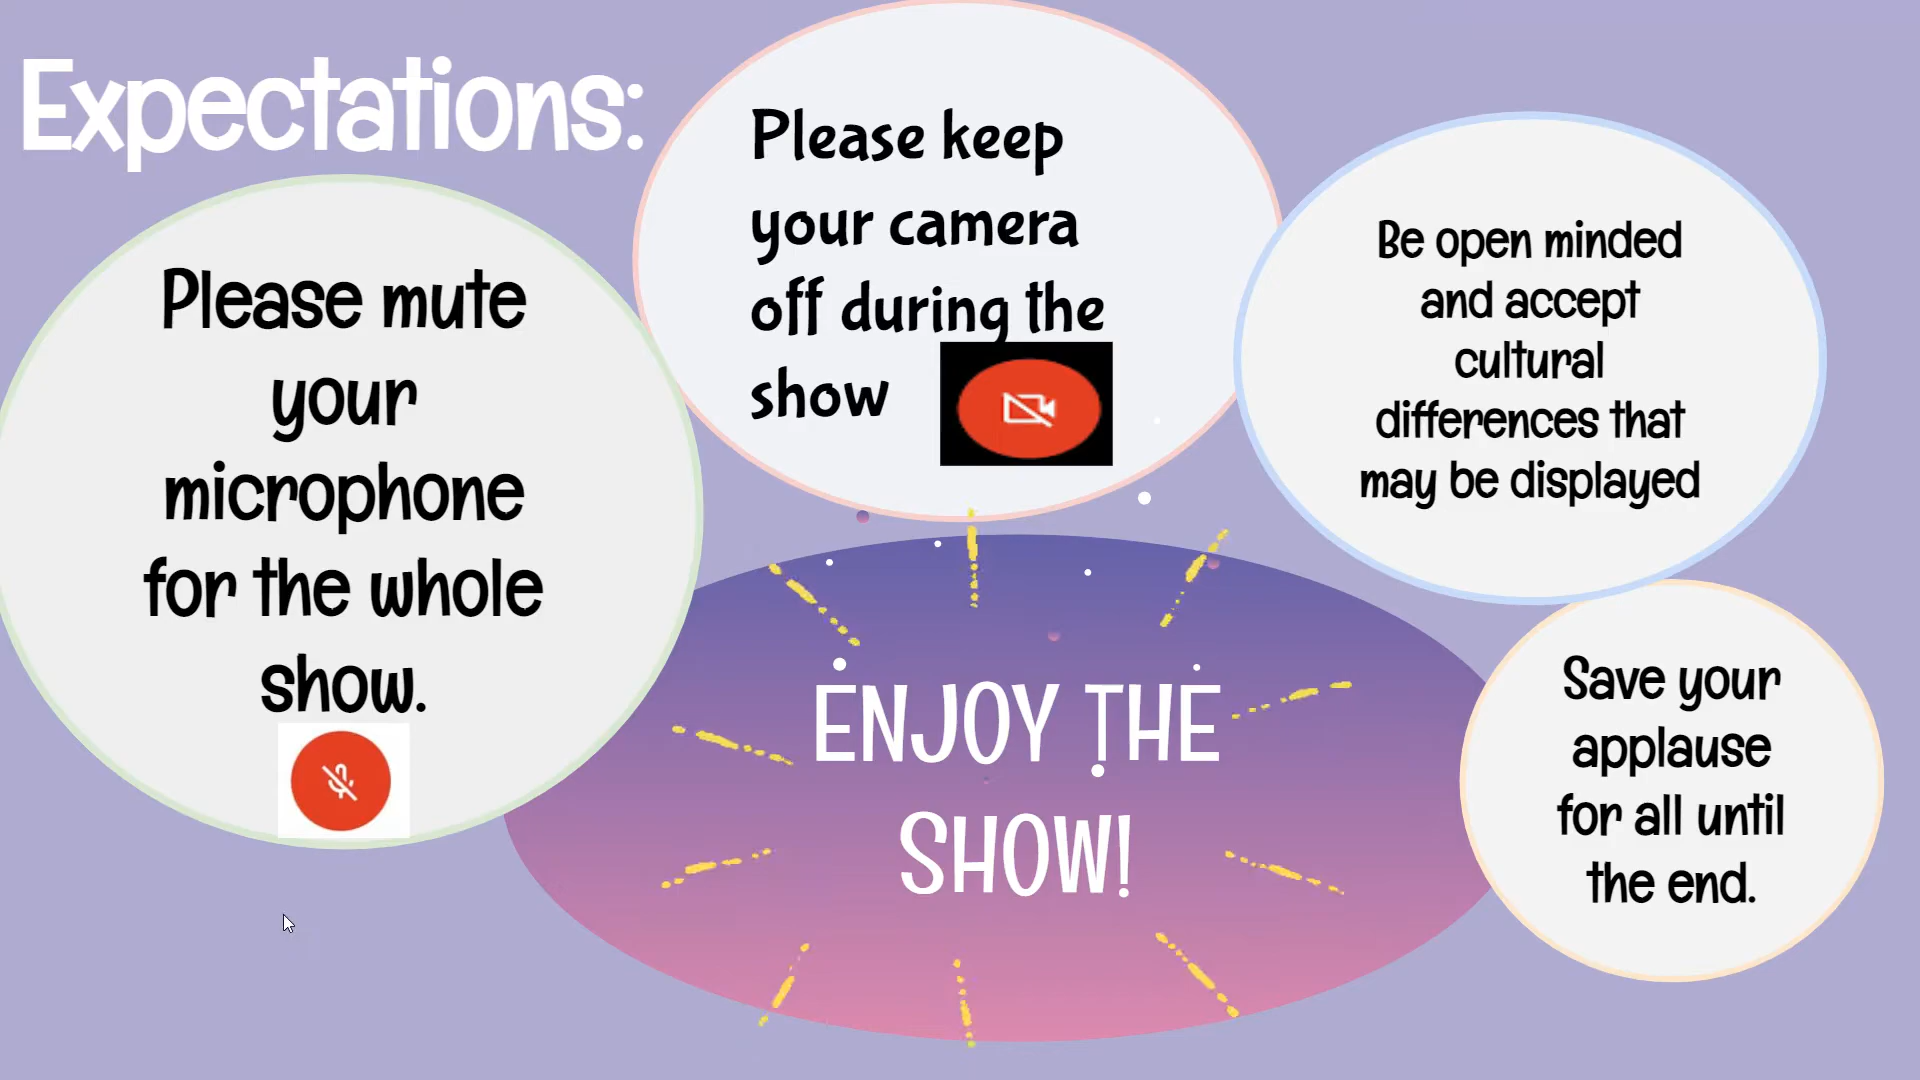 Expectations:
Please mute
your
microphone
for the whole
show.
Please keep
your camera
off during the
show
Be open minded
and accept
cultural
differences that
may be displayed
Save your
applause
for all until
the end.
ENJOY THE
SHOW!